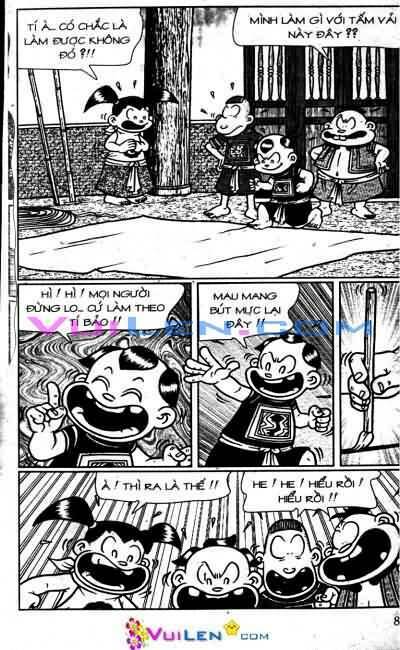 TÍ À.. CÓ CHẮC LÀ
LÀM ĐƯỢC KHÔNG
ĐÓ ?!!
MÌNH LÀM GÌ VỚI TẤM VẢI
NÀY ĐÂY ??
HÌ ! HÌ ! MỌI NGƯỜI
ĐỪNG LO.. CỨ LÀM THEO
TÍ BẢO !!
MAU MANG
BÚT MỰC LẠI
ĐÂY !!
VUILEN.COM
À ! THÌ RA LÀ THẾ !!
HE ! HE ! HIỂU RỒI !
HIỂU RỒI !!
8
VUILEN.COM